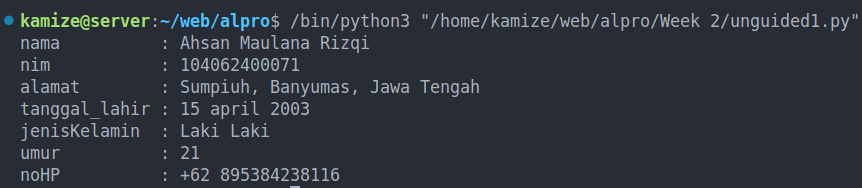 kamize@server:~/web/alpro$ /bin/python3 "/home/kamize/web/alpro/Week 2/unguided1.py"
nama          : Ahsan Maulana Rizqi
nim           : 104062400071
alamat        : Sumpiuh, Banyumas, Jawa Tengah
tanggal_lahir : 15 april 2003
jenisKelamin  : Laki Laki
umur          : 21
noHP          : +62 895384238116